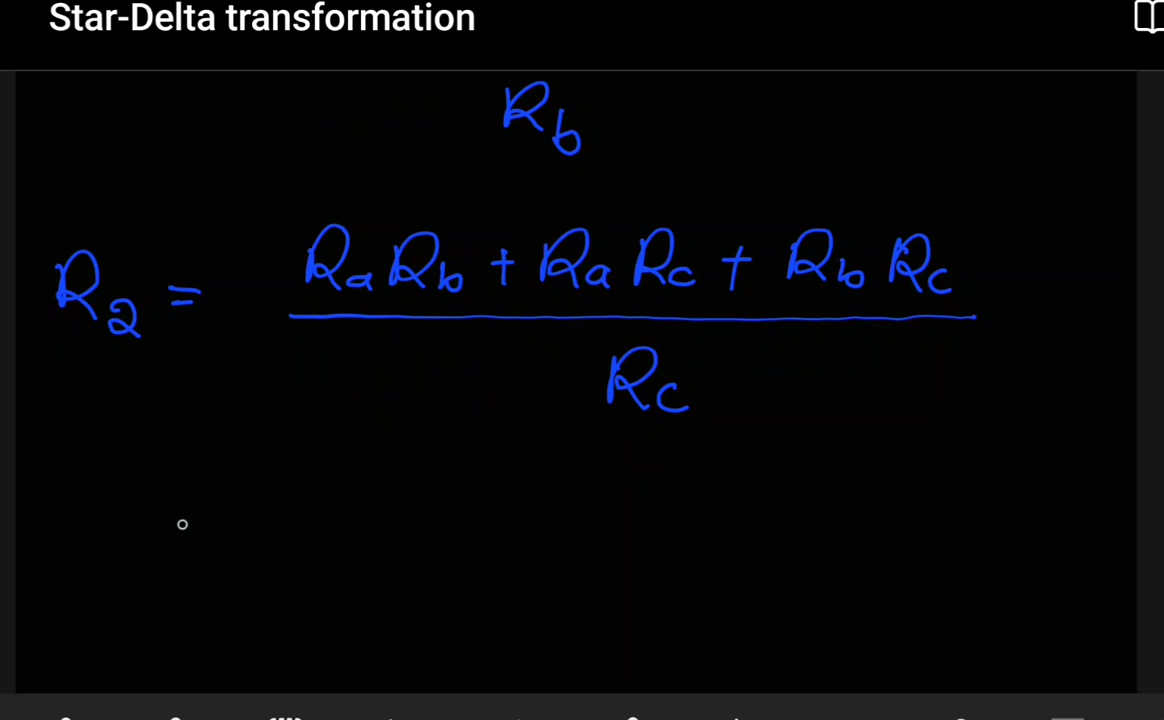 Star-Delta transformation
Rb
R2 = RaRb + RaRc + RbRc
Rc